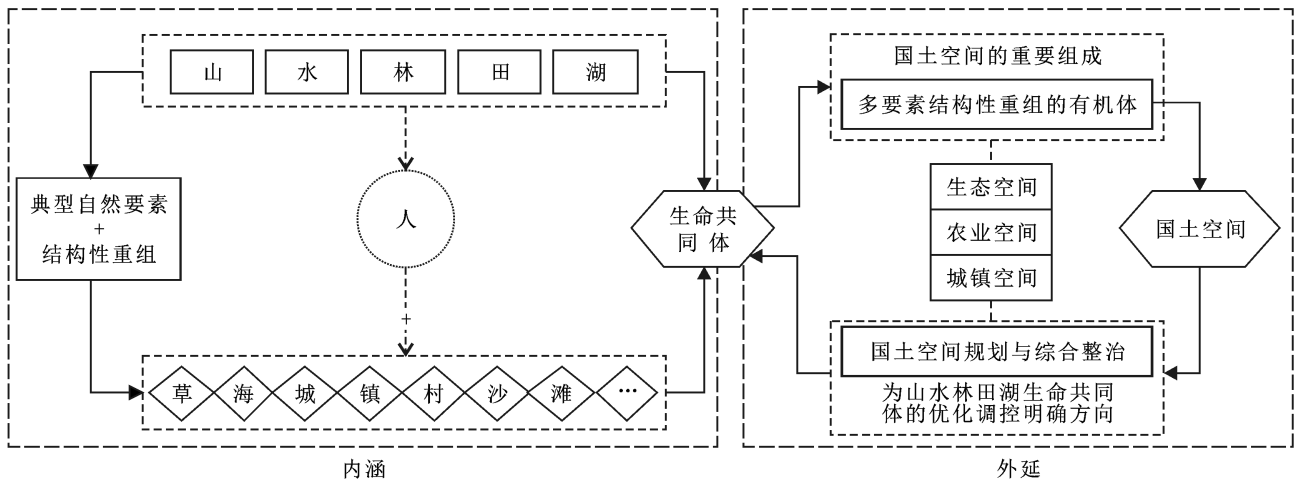 山
水
林
田
湖
典型自然要素
+
结构性重组
人
+
草
海
城
镇
村
沙
滩
…
生命共
同体
内涵
国土空间的重要组成
多要素结构性重组的有机体
生态空间
农业空间
城镇空间
国土空间
国土空间规划与综合整治
为山水林田湖生命共同
体的优化调控明确方向
外延